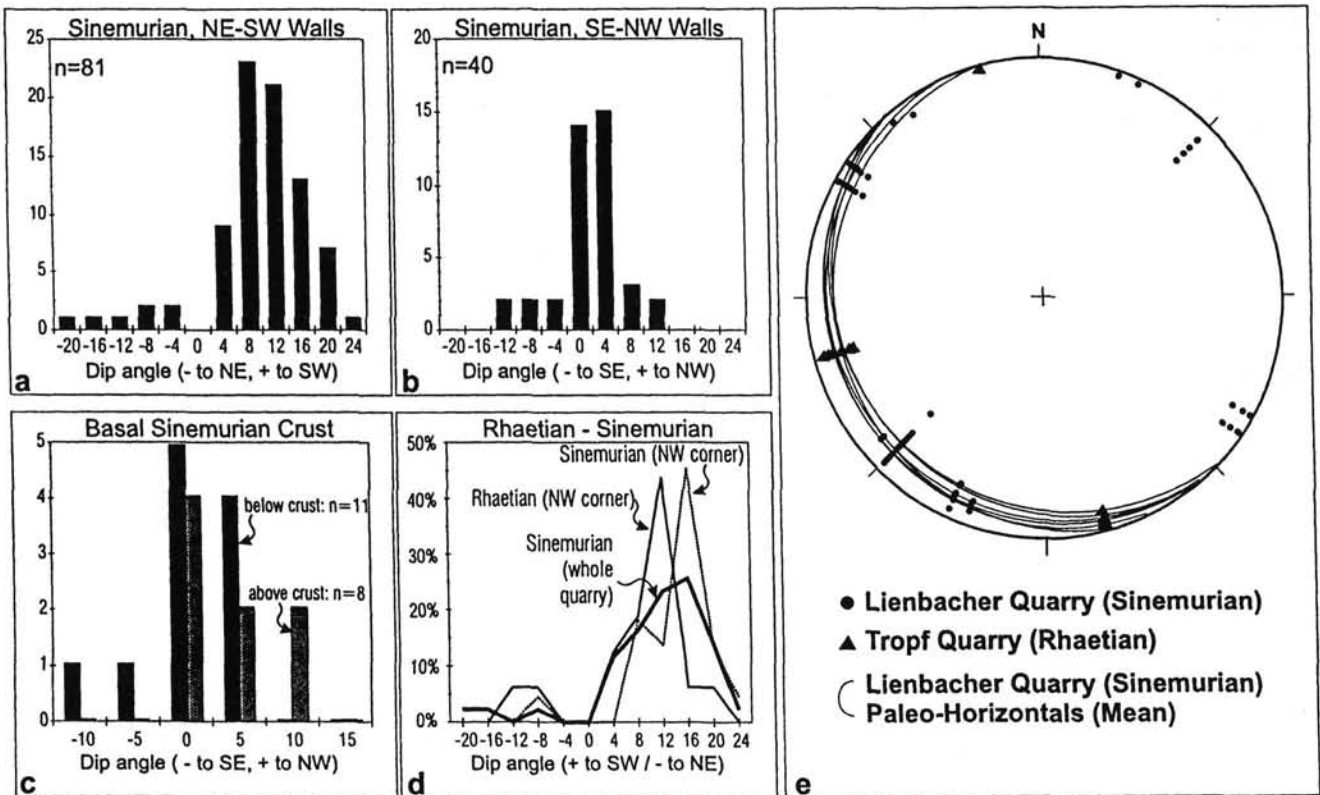 Sinemurian, NE-SW Walls
n=81
25
20
15
10
5
0
-20 -16 -12 -8 -4 0 4 8 12 16 20 24
Dip angle (- to NE, + to SW)
a
Sinemurian, SE-NW Walls
n=40
20
15
10
5
0
-20 -16 -12 -8 -4 0 4 8 12 16 20 24
Dip angle ( - to SE, + to NW)
b
Basal Sinemurian Crust
5
4
3
2
1
0
below crust: n=11
above crust: n=8
-10 -5 0 5 10 15
Dip angle ( - to SE, + to NW)
c
Rhaetian - Sinemurian
50%
40%
30%
20%
10%
0%
Sinemurian (NW corner)
Rhaetian (NW corner)
Sinemurian
(whole
quarry)
-20 -16 -12 -8 -4 0 4 8 12 16 20 24
Dip angle (+ to SW / - to NE)
d
N
Lienbacher Quarry (Sinemurian)
Tropf Quarry (Rhaetian)
Lienbacher Quarry (Sinemurian)
Paleo-Horizontals (Mean)
e